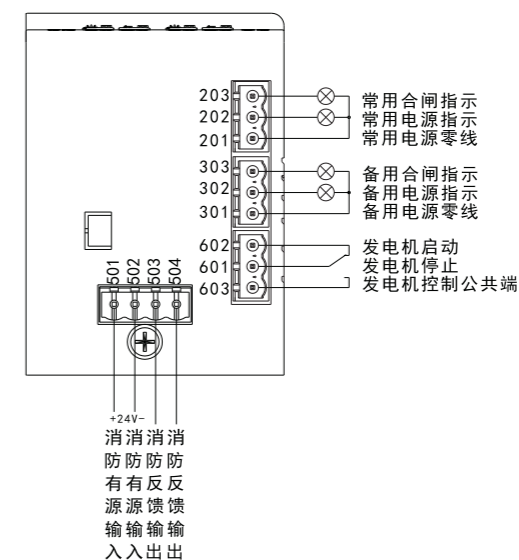 203
202
201
常用合闸指示
常用电源指示
常用电源零线
303
302
301
备用合闸指示
备用电源指示
备用电源零线
602
601
603
发电机启动
发电机停止
发电机控制公共端
501
502
503
504
+24V-
消防有源输入
消防有源输入
消防反馈输出
消防反馈输出